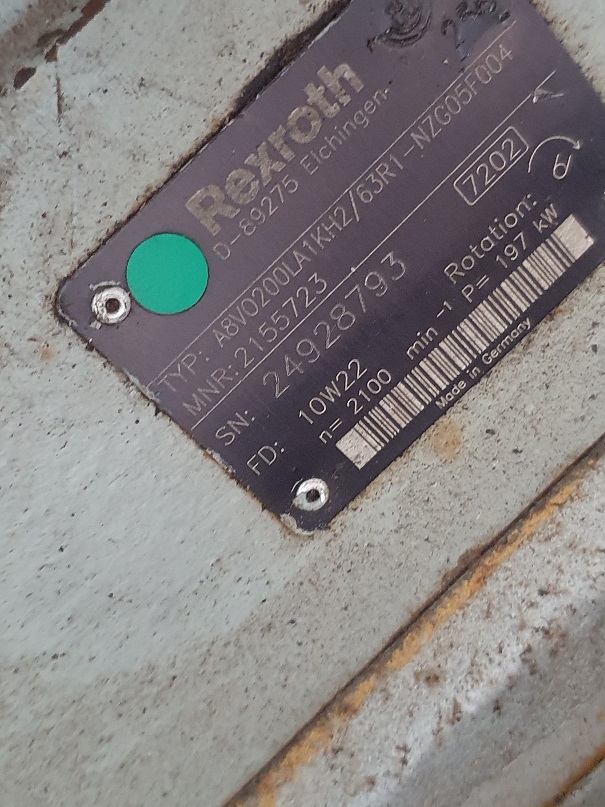 Rexroth
D-89275 Elchingen
TYP: A8VO200LA1KH2/63R1-NZG05F004
MNR: 2155723
7202
SN: 24928793
Rotation:
FD: 10W22
n= 2100 min -1 P= 197 kW
Made in Germany